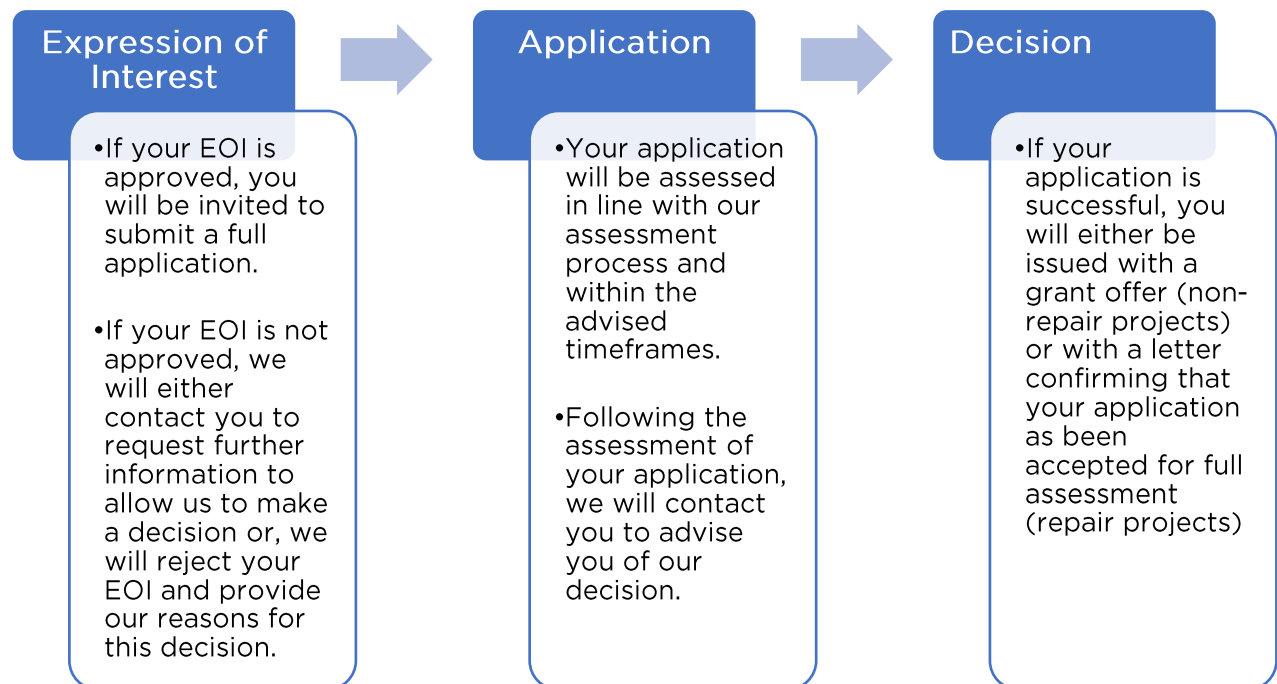 Expression of
Interest
•If your EOI is
approved, you
will be invited to
submit a full
application.
•If your EOI is not
approved, we
will either
contact you to
request further
information to
allow us to make
a decision or, we
will reject your
EOI and provide
our reasons for
this decision.
Application
•Your application
will be assessed
in line with our
assessment
process and
within the
advised
timeframes.
•Following the
assessment of
your application,
we will contact
you to advise
you of our
decision.
Decision
•If your
application is
successful, you
will either be
issued with a
grant offer (non-
repair projects)
or with a letter
confirming that
your application
as been
accepted for full
assessment
(repair projects)